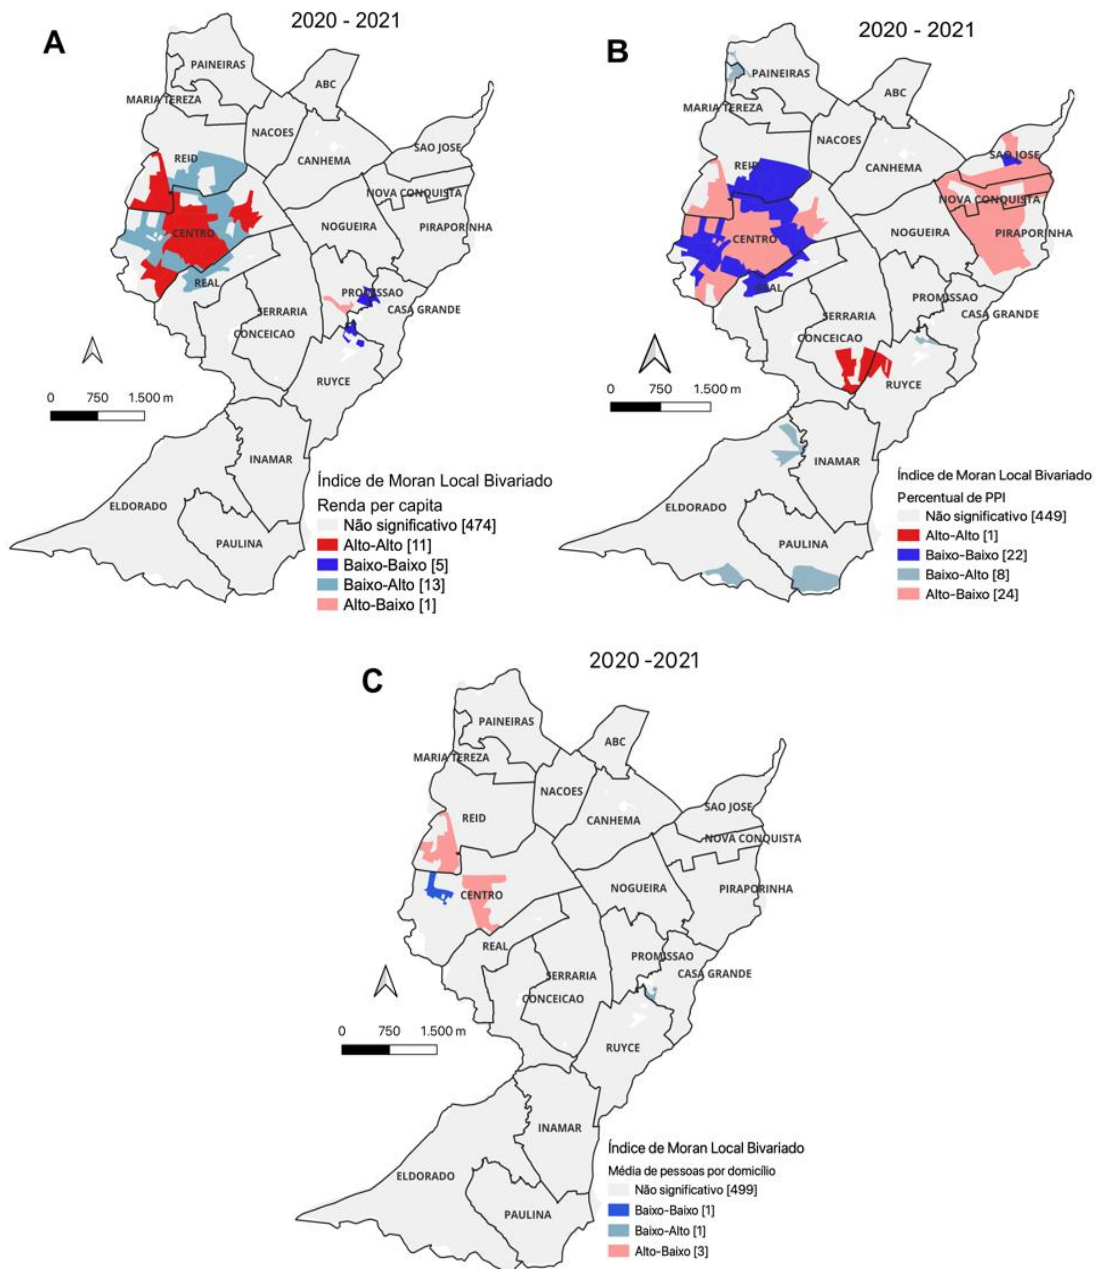 A
2020 - 2021
PAINEIRAS
ABC
MARIA TEREZA
NACOES
REID
CANHEMA
SAO JOSE
NOVA CONQUISTA
CENTRO
NOGUEIRA
PIRAPORINHA
REAL
PROMISSAO
SERRARIA
CASA GRANDE
CONCEICAO
RUYCE
0 750 1.500 m
INAMAR
ELDORADO
PAULINA
Índice de Moran Local Bivariado
Renda per capita
Não significativo [474]
Alto-Alto [11]
Baixo-Baixo [5]
Baixo-Alto [13]
Alto-Baixo [1]
B
2020 - 2021
PAINEIRAS
ABC
MARIA TEREZA
NACOES
REID
CANHEMA
SAO JOSE
NOVA CONQUISTA
CENTRO
NOGUEIRA
PIRAPORINHA
REAL
PROMISSAO
SERRARIA
CASA GRANDE
CONCEICAO
RUYCE
0 750 1.500 m
INAMAR
ELDORADO
PAULINA
Índice de Moran Local Bivariado
Percentual de PPI
Não significativo [449]
Alto-Alto [1]
Baixo-Baixo [22]
Baixo-Alto [8]
Alto-Baixo [24]
C
2020 -2021
PAINEIRAS
ABC
MARIA TEREZA
NACOES
REID
CANHEMA
SAO JOSE
NOVA CONQUISTA
CENTRO
NOGUEIRA
PIRAPORINHA
REAL
PROMISSAO
SERRARIA
CASA GRANDE
CONCEICAO
RUYCE
0 750 1.500 m
INAMAR
ELDORADO
PAULINA
Índice de Moran Local Bivariado
Média de pessoas por domicílio
Não significativo [499]
Baixo-Baixo [1]
Baixo-Alto [1]
Alto-Baixo [3]